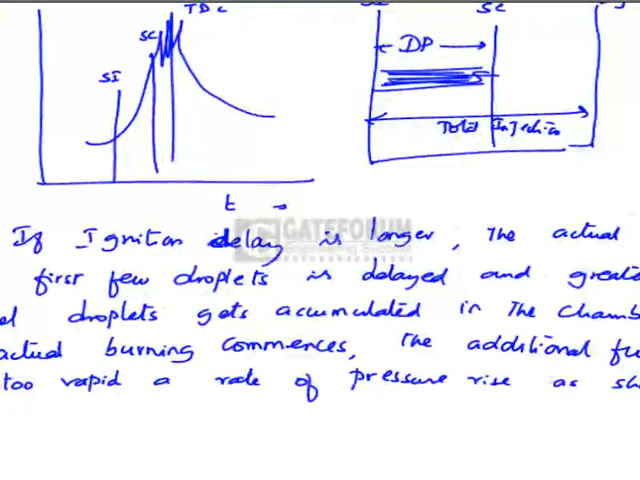 TDC
SC
SC
SI
DP
Total Injection
t
GATEFORUM
If Ignition delay is longer, The actual
first few droplets is delayed and greate
el droplets gets accumulated in The Chamb
actual burning commences, The additional fu
too rapid a rate of pressure rise as sh